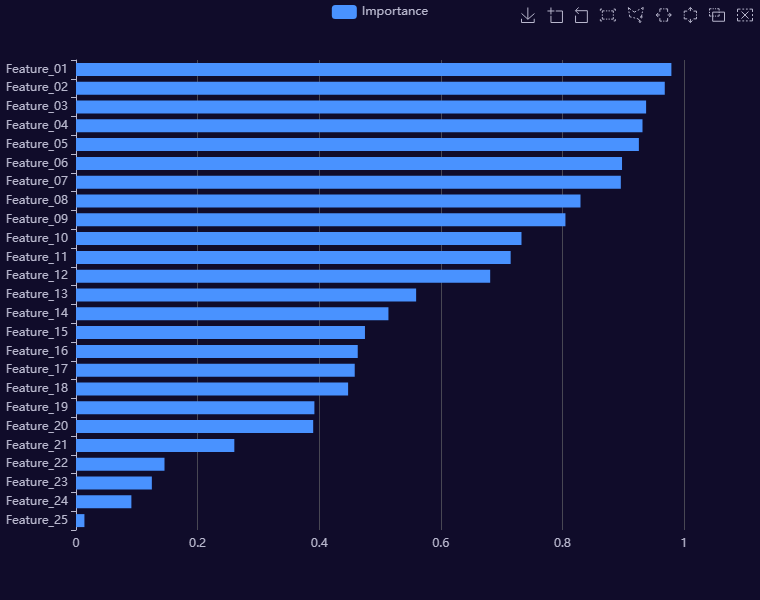 Importance
Feature_01
Feature_02
Feature_03
Feature_04
Feature_05
Feature_06
Feature_07
Feature_08
Feature_09
Feature_10
Feature_11
Feature_12
Feature_13
Feature_14
Feature_15
Feature_16
Feature_17
Feature_18
Feature_19
Feature_20
Feature_21
Feature_22
Feature_23
Feature_24
Feature_25
0 0.2 0.4 0.6 0.8 1